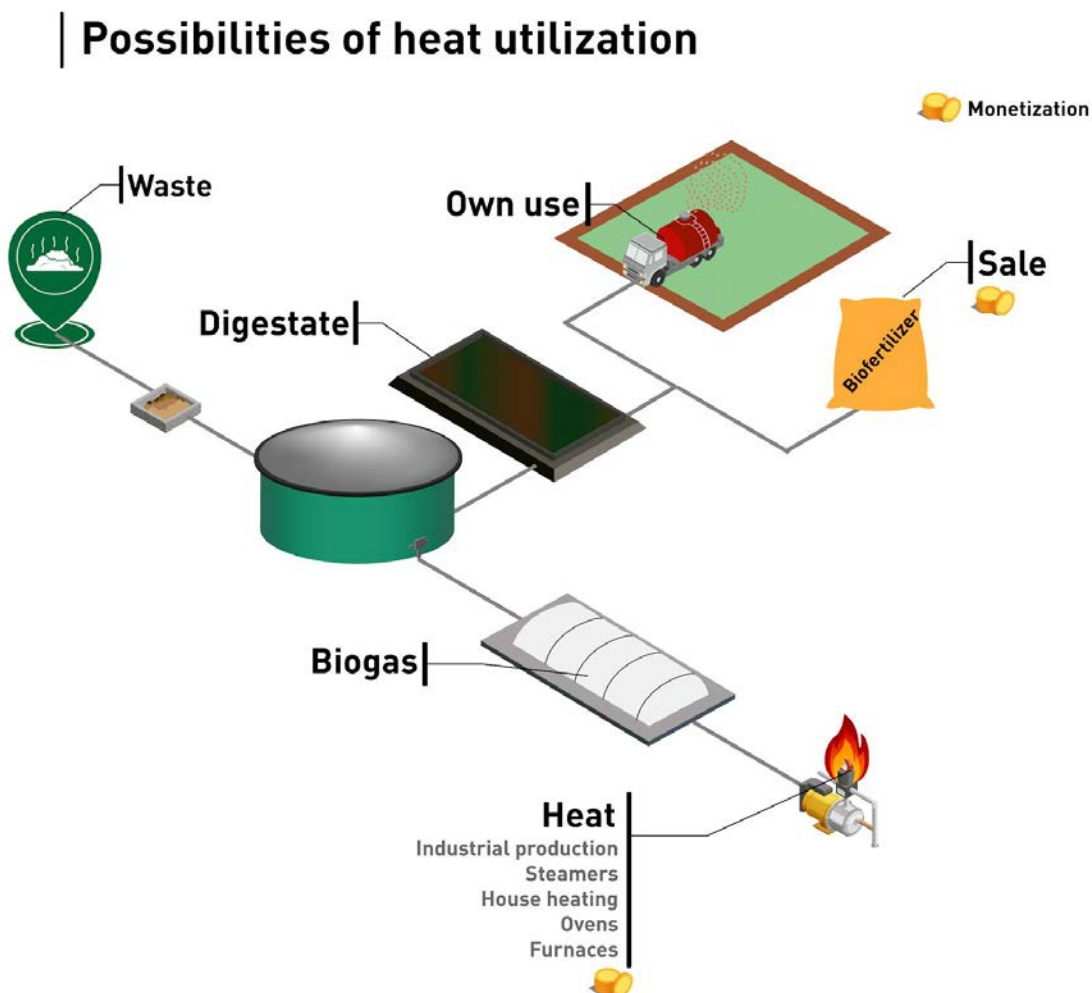 Possibilities of heat utilization
Monetization
Waste
Own use
Sale
Digestate
Biofertilizer
Biogas
Heat
Industrial production
Steamers
House heating
Ovens
Furnaces